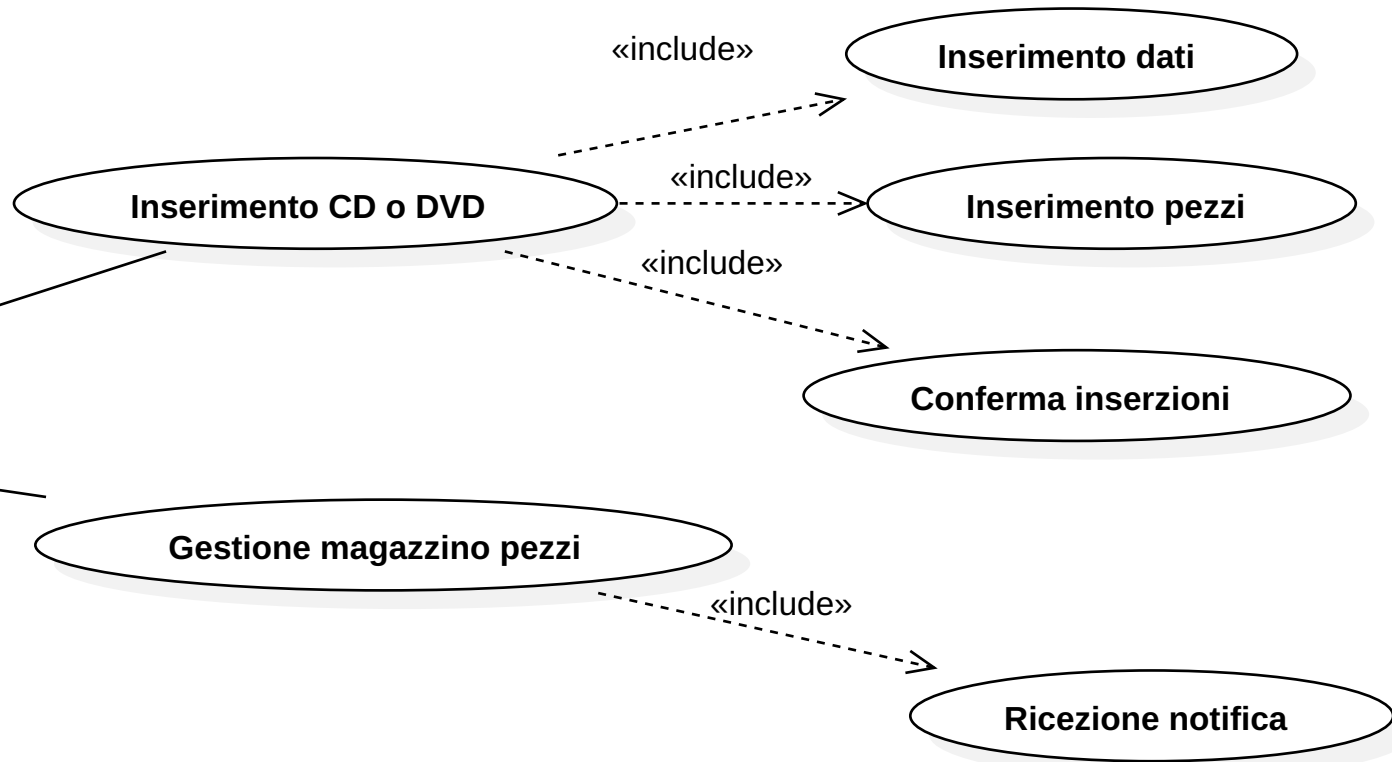 «include»
Inserimento dati
«include»
Inserimento CD o DVD
Inserimento pezzi
«include»
Conferma inserzioni
Gestione magazzino pezzi
«include»
Ricezione notifica